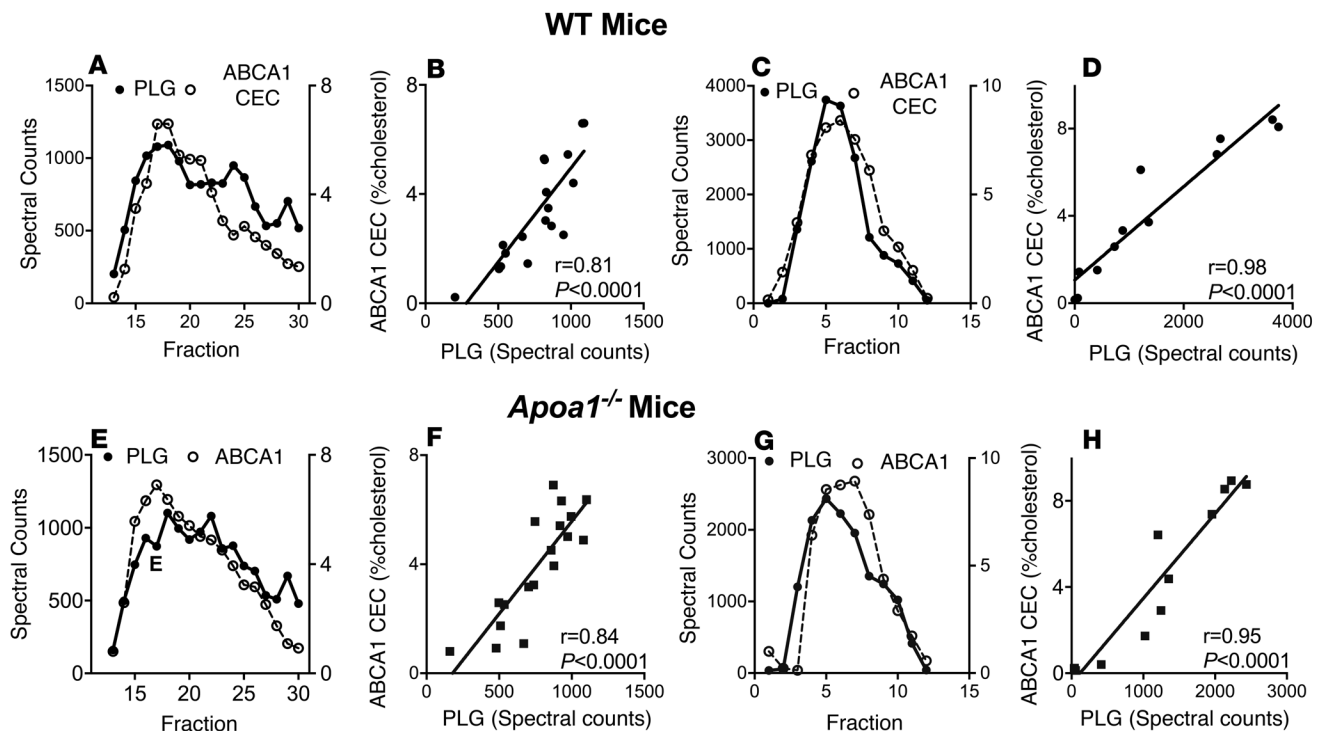 WT Mice
A
PLG
ABCA1
CEC
1500
1000
500
0
8
4
0
Spectral Counts
15
20
25
30
Fraction
B
8
4
0
ABCA1 CEC (%cholesterol)
r=0.81
P<0.0001
0
500
1000
1500
PLG (Spectral counts)
C
PLG
ABCA1
CEC
4000
3000
2000
1000
0
10
5
0
Spectral Counts
0
5
10
15
Fraction
D
8
4
0
ABCA1 CEC (%cholesterol)
r=0.98
P<0.0001
0
2000
4000
PLG (Spectral counts)
Apoa1-/- Mice
E
PLG
ABCA1
1500
1000
500
0
8
4
0
Spectral Counts
E
15
20
25
30
Fraction
F
8
4
0
ABCA1 CEC (%cholesterol)
r=0.84
P<0.0001
0
500
1000
1500
PLG (Spectral counts)
G
PLG
ABCA1
3000
2000
1000
0
10
5
0
Spectral Counts
0
5
10
15
Fraction
H
8
4
0
ABCA1 CEC (%cholesterol)
r=0.95
P<0.0001
0
1000
2000
3000
PLG (Spectral counts)